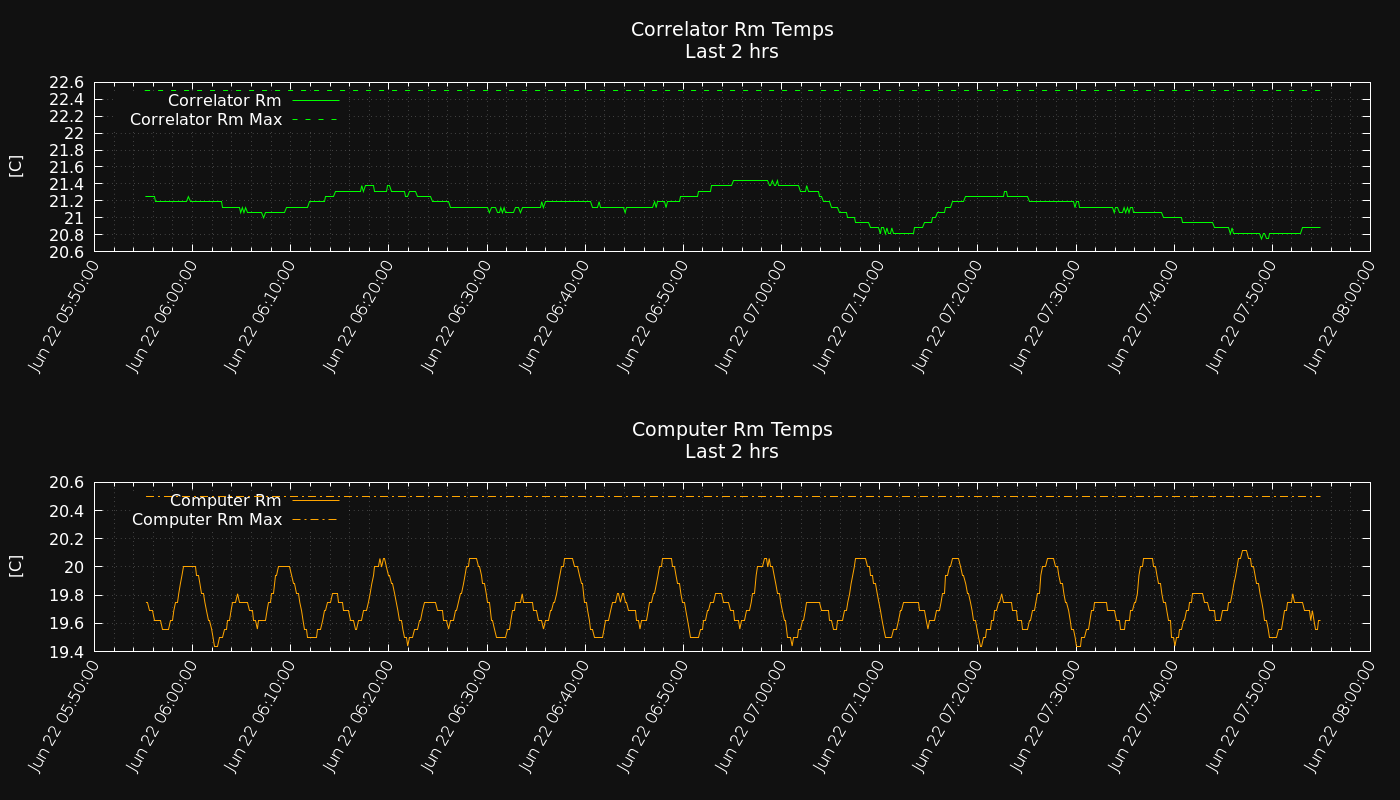 Correlator Rm Temps
Last 2 hrs
22.6
22.4
22.2
22
21.8
21.6
21.4
21.2
21
20.8
20.6
[C]
Correlator Rm
Correlator Rm Max
Jun 22 05:50:00
Jun 22 06:00:00
Jun 22 06:10:00
Jun 22 06:20:00
Jun 22 06:30:00
Jun 22 06:40:00
Jun 22 06:50:00
Jun 22 07:00:00
Jun 22 07:10:00
Jun 22 07:20:00
Jun 22 07:30:00
Jun 22 07:40:00
Jun 22 07:50:00
Jun 22 08:00:00
Computer Rm Temps
Last 2 hrs
20.6
20.4
20.2
20
19.8
19.6
19.4
[C]
Computer Rm
Computer Rm Max
Jun 22 05:50:00
Jun 22 06:00:00
Jun 22 06:10:00
Jun 22 06:20:00
Jun 22 06:30:00
Jun 22 06:40:00
Jun 22 06:50:00
Jun 22 07:00:00
Jun 22 07:10:00
Jun 22 07:20:00
Jun 22 07:30:00
Jun 22 07:40:00
Jun 22 07:50:00
Jun 22 08:00:00